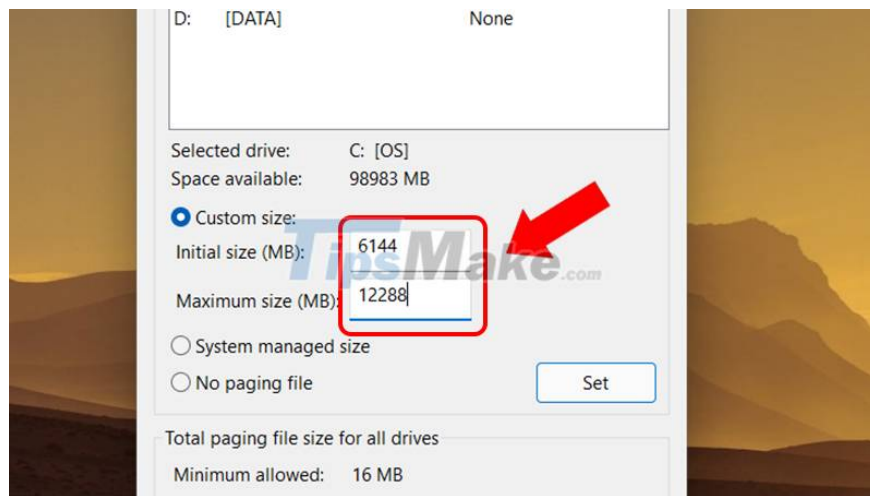 D: [DATA] None
Selected drive: C: [OS]
Space available: 98983 MB
Custom size:
Initial size (MB): 6144
TipsMake.com
Maximum size (MB): 12288
System managed size
No paging file
Set
Total paging file size for all drives
Minimum allowed: 16 MB